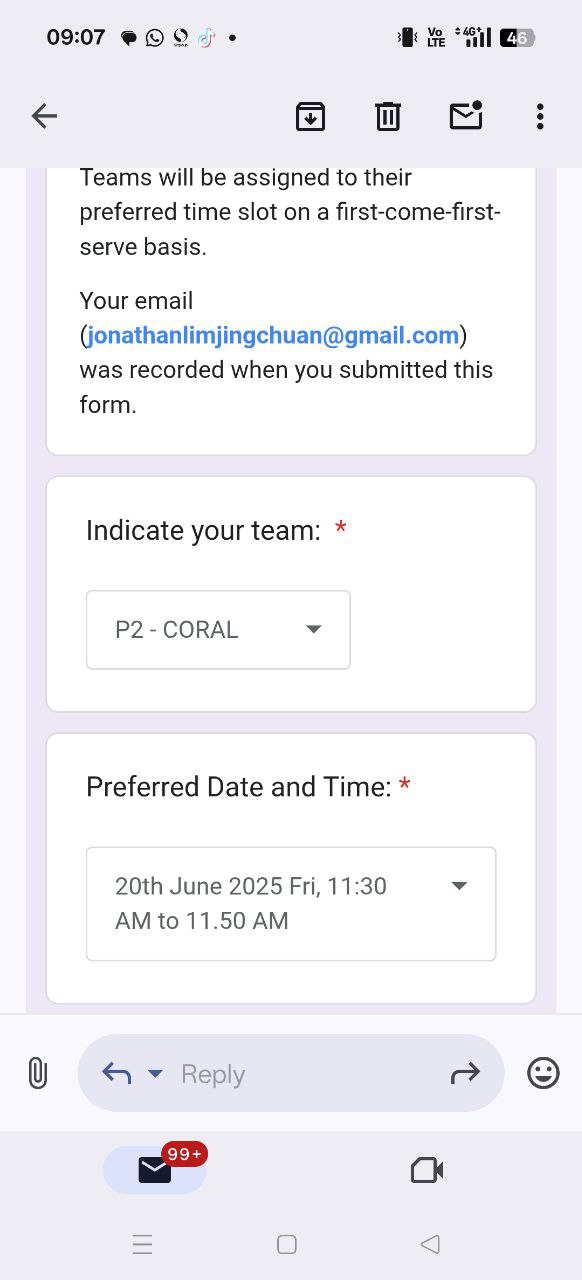 09:07
Vo
LTE
4G+
46
Teams will be assigned to their
preferred time slot on a first-come-first-
serve basis.
Your email
(jonathanlimjingchuan@gmail.com)
was recorded when you submitted this
form.
Indicate your team: *
P2 - CORAL
Preferred Date and Time: *
20th June 2025 Fri, 11:30
AM to 11.50 AM
Reply
99+